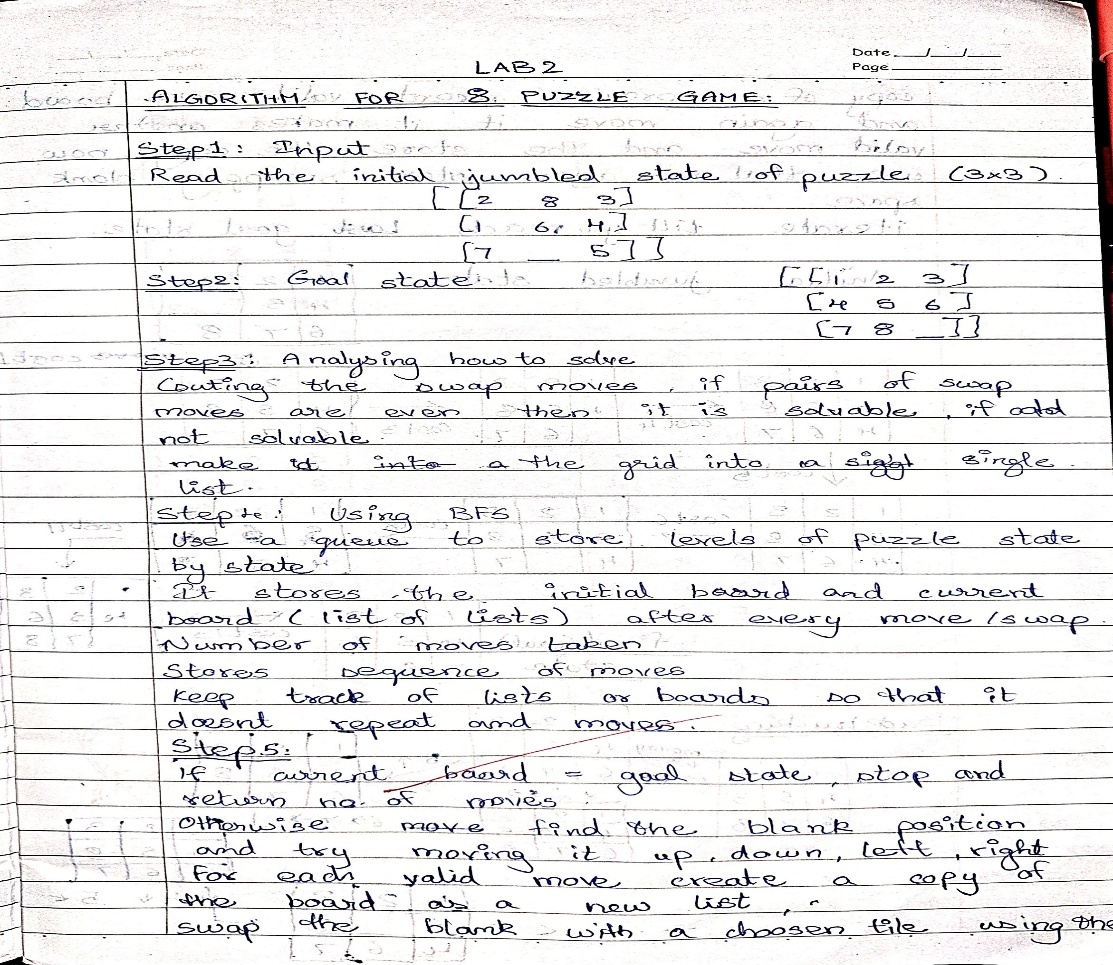 LAB 2
Date __/__/__
Page
ALGORITHM FOR 8 PUZZLE GAME:
Step1: Input
Read the initial jumbled state of puzzle (3x3).
[[2 8 3]
[1 6 4]
[7 _ 5]]
Step2: Goal state [[1 2 3]
[4 5 6]
[7 8 _]]
Step3: Analysing how to solve
Couting the swap moves, if pairs of swap
moves are even then it is solvable, if odd
not solvable.
make it into a the grid into a single
list.
Step4: Using BFS
Use a queue to store levels of puzzle state
by state
It stores the initial board and current
board (list of lists) after every move/swap.
Number of moves taken
Stores sequence of moves
Keep track of lists or boards so that it
doesnt repeat and moves.
Step5:
If current board = goal state, stop and
return no. of moves
Otherwise move find the blank position
and try moving it up, down, left, right
For each valid move create a copy of
the board as a new list,
swap the blank with a choosen tile using the